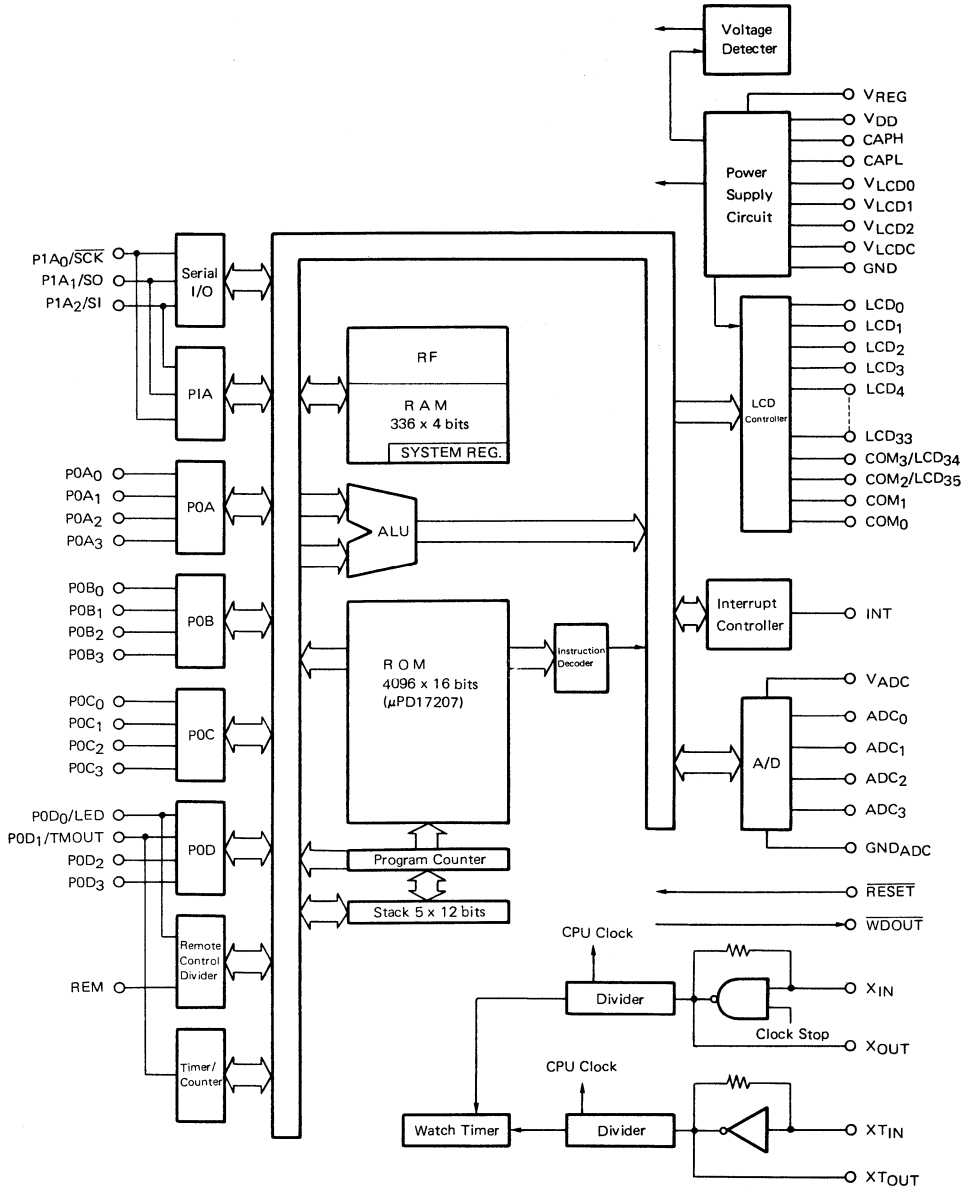 Voltage
Detecter
VREG
VDD
CAPH
CAPL
VLCD0
VLCD1
VLCD2
VLCDC
GND
Power
Supply
Circuit
P1A0/SCK
P1A1/SO
P1A2/SI
Serial
I/O
P1A
RF
RAM
336 x 4 bits
SYSTEM REG.
LCD0
LCD1
LCD2
LCD3
LCD4
LCD33
COM3/LCD34
COM2/LCD35
COM1
COM0
LCD
Controller
P0A0
P0A1
P0A2
P0A3
P0A
ALU
P0B0
P0B1
P0B2
P0B3
P0B
ROM
4096 x 16 bits
(μPD17207)
Instruction
Decoder
Interrupt
Controller
INT
P0C0
P0C1
P0C2
P0C3
P0C
VADC
ADC0
ADC1
ADC2
ADC3
GNDADC
A/D
P0D0/LED
P0D1/TMOUT
P0D2
P0D3
P0D
Program Counter
Stack 5 x 12 bits
RESET
WDOUT
REM
Remote
Control
Divider
CPU Clock
Divider
Clock Stop
XIN
XOUT
Timer/
Counter
CPU Clock
Watch Timer
Divider
XTIN
XTOUT